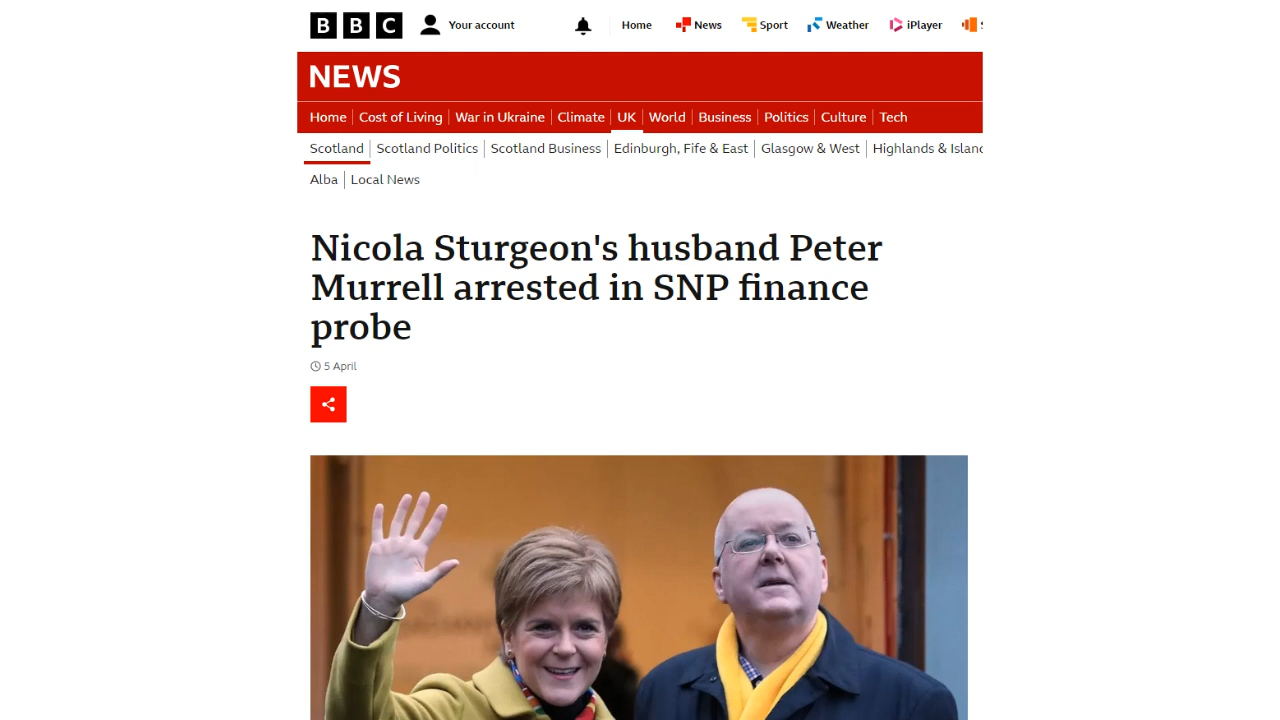 BBC Your account Home News Sport Weather iPlayer
NEWS
Home Cost of Living War in Ukraine Climate UK World Business Politics Culture Tech
Scotland Scotland Politics Scotland Business Edinburgh, Fife & East Glasgow & West Highlands &
Alba Local News
Nicola Sturgeon's husband Peter
Murrell arrested in SNP finance
probe
5 April